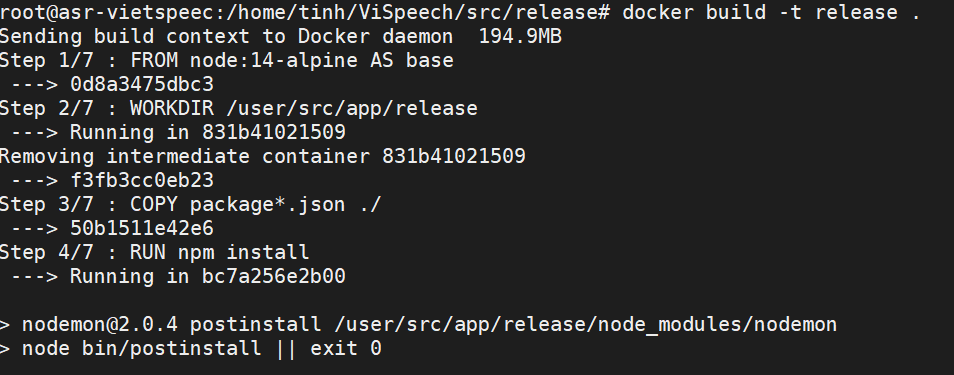 root@asr-vietspeec:/home/tinh/ViSpeech/src/release# docker build -t release .
Sending build context to Docker daemon  194.9MB
Step 1/7 : FROM node:14-alpine AS base
 ---> 0d8a3475dbc3
Step 2/7 : WORKDIR /user/src/app/release
 ---> Running in 831b41021509
Removing intermediate container 831b41021509
 ---> f3fb3cc0eb23
Step 3/7 : COPY package*.json ./
 ---> 50b1511e42e6
Step 4/7 : RUN npm install
 ---> Running in bc7a256e2b00
> nodemon@2.0.4 postinstall /user/src/app/release/node_modules/nodemon
> node bin/postinstall || exit 0